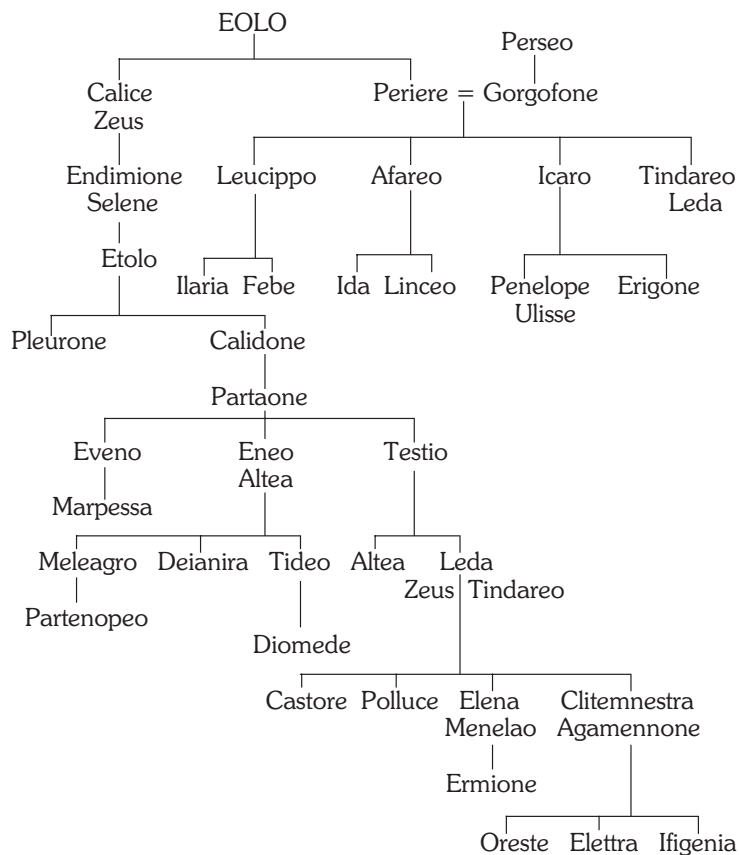 EOLO
Perseo
Calice Periere = Gorgofone
Zeus
Endimione Leucippo Afareo Icaro Tindareo
Selene Leda
Etolo
Ilaria Febe Ida Linceo Penelope Erigone
Ulisse
Pleurone Calidone
Partaone
Eveno Eneo Testio
Altea
Marpessa
Meleagro Deianira Tideo Altea Leda
Zeus Tindareo
Partenopeo
Diomede
Castore Polluce Elena Clitemnestra
Menelao Agamennone
Ermione
Oreste Elettra Ifigenia